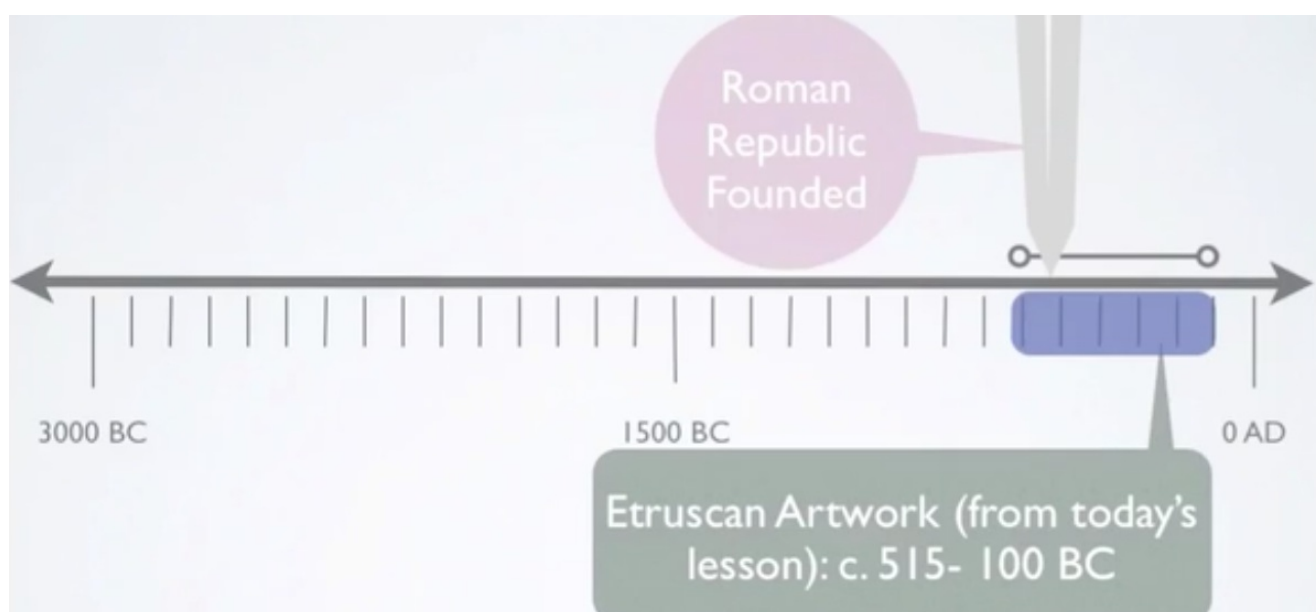 Roman
Republic
Founded
3000 BC
1500 BC
0 AD
Etruscan Artwork (from today's
lesson): c. 515- 100 BC